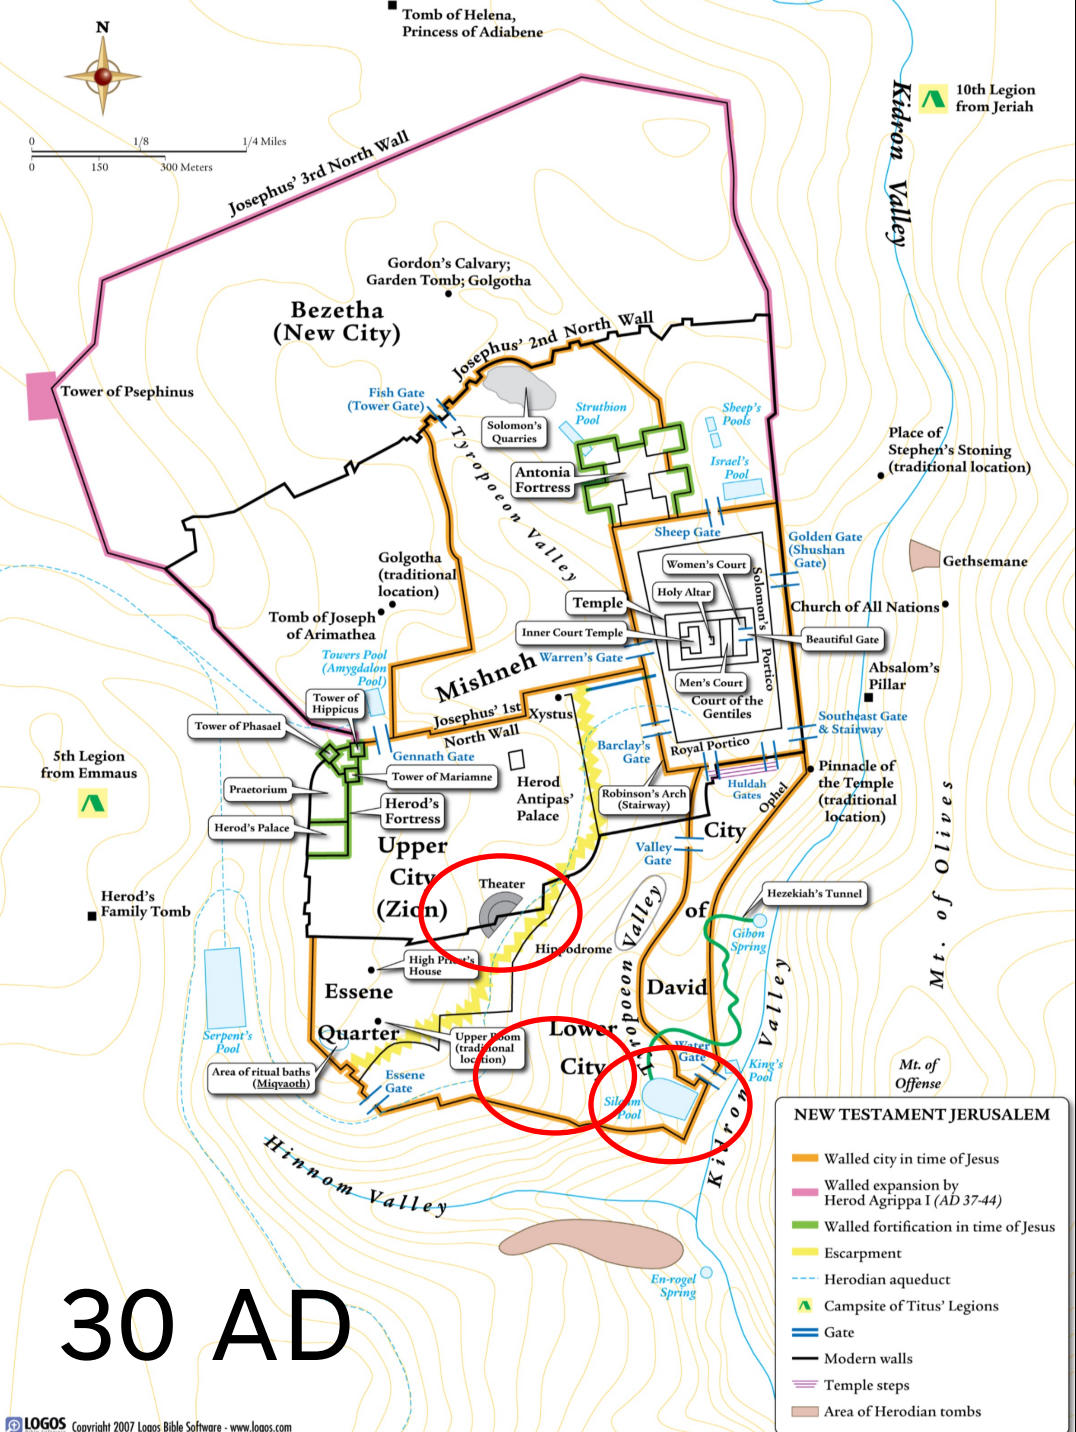 Tomb of Helena,
Princess of Adiabene
N
0 1/8 1/4 Miles
0 150 300 Meters
10th Legion
from Jeriah
Kidron Valley
Josephus' 3rd North Wall
Gordon's Calvary;
Garden Tomb; Golgotha
Bezetha
(New City)
Josephus' 2nd North Wall
Tower of Psephinus
Fish Gate
(Tower Gate)
Solomon's
Quarries
Struthion
Pool
Sheep's
Pools
Place of
Stephen's Stoning
(traditional location)
Tyropoeon Valley
Antonia
Fortress
Israel's
Pool
Sheep Gate
Golden Gate
(Shushan
Gate)
Gethsemane
Golgotha
(traditional
location)
Women's Court
Solomon's Portico
Holy Altar
Temple
Church of All Nations
Tomb of Joseph
of Arimathea
Inner Court Temple
Beautiful Gate
Warren's Gate
Towers Pool
(Amygdalon
Pool)
Mishneh
Men's Court
Court of the
Gentiles
Absalom's
Pillar
Tower of
Hippicus
Tower of Phasael
Josephus' 1st
North Wall
Xystus
Southeast Gate
& Stairway
Gennath Gate
Barclay's
Gate
Royal Portico
5th Legion
from Emmaus
Tower of Mariamne
Praetorium
Herod
Antipas'
Palace
Robinson's Arch
(Stairway)
Huldah
Gates
Ophel
Pinnacle of
the Temple
(traditional
location)
Herod's
Fortress
Herod's Palace
Upper
City
(Zion)
Valley
Gate
City
of
David
Mt. of Olives
Theater
Hezekiah's Tunnel
Herod's
Family Tomb
Gihon
Spring
Hippodrome
Tyropoeon Valley
High Priest's
House
Essene
Quarter
Serpent's
Pool
Upper Room
(traditional
location)
Lower
City
Water
Gate
King's
Pool
Kidron Valley
Area of ritual baths
(Miqvaoth)
Essene
Gate
Siloam
Pool
Mt. of
Offense
Hinnom Valley
En-rogel
Spring
NEW TESTAMENT JERUSALEM
Walled city in time of Jesus
Walled expansion by
Herod Agrippa I (AD 37-44)
Walled fortification in time of Jesus
Escarpment
Herodian aqueduct
Campsite of Titus' Legions
Gate
Modern walls
Temple steps
Area of Herodian tombs
30 AD
LOGOS Copyright 2007 Logos Bible Software - www.logos.com